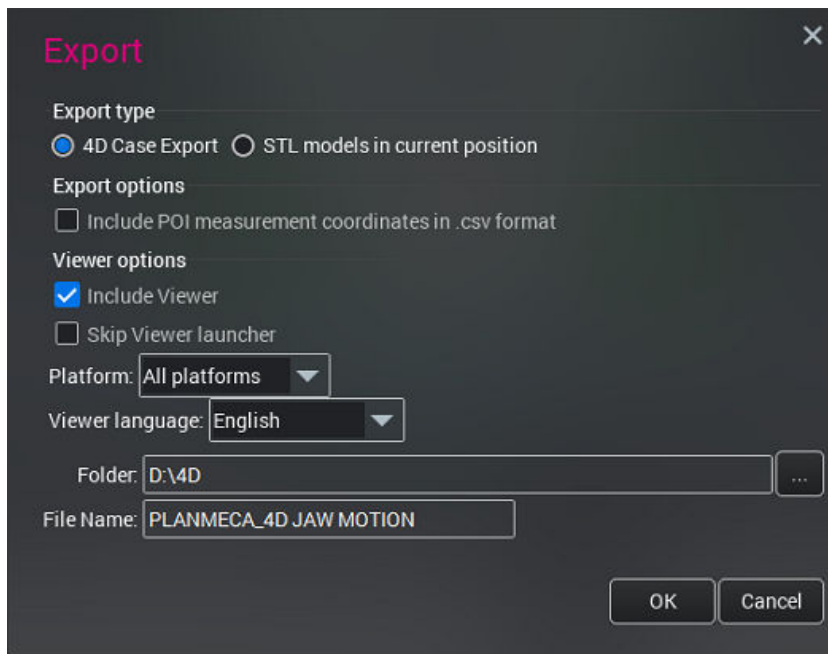 Export
Export type
4D Case Export STL models in current position
Export options
Include POI measurement coordinates in .csv format
Viewer options
Include Viewer
Skip Viewer launcher
Platform: All platforms
Viewer language: English
Folder: D:\4D ...
File Name: PLANMECA_4D JAW MOTION
OK Cancel